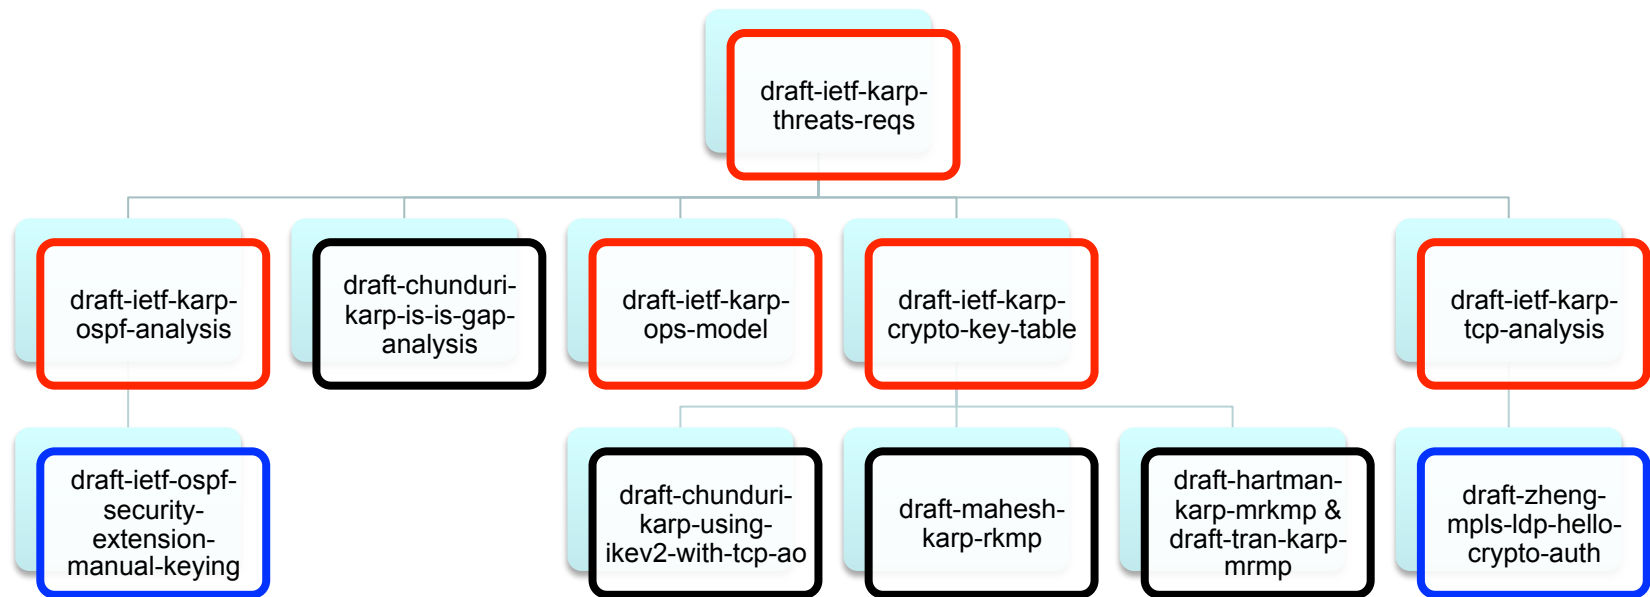 draft-ietf-karp-
threats-reqs
draft-ietf-karp-
ospf-analysis
draft-chunduri-
karp-is-is-gap-
analysis
draft-ietf-karp-
ops-model
draft-ietf-karp-
crypto-key-table
draft-ietf-karp-
tcp-analysis
draft-ietf-ospf-
security-
extension-
manual-keying
draft-chunduri-
karp-using-
ikev2-with-tcp-ao
draft-mahesh-
karp-rkmp
draft-hartman-
karp-mrkmp &
draft-tran-karp-
mrmp
draft-zheng-
mpls-ldp-hello-
crypto-auth